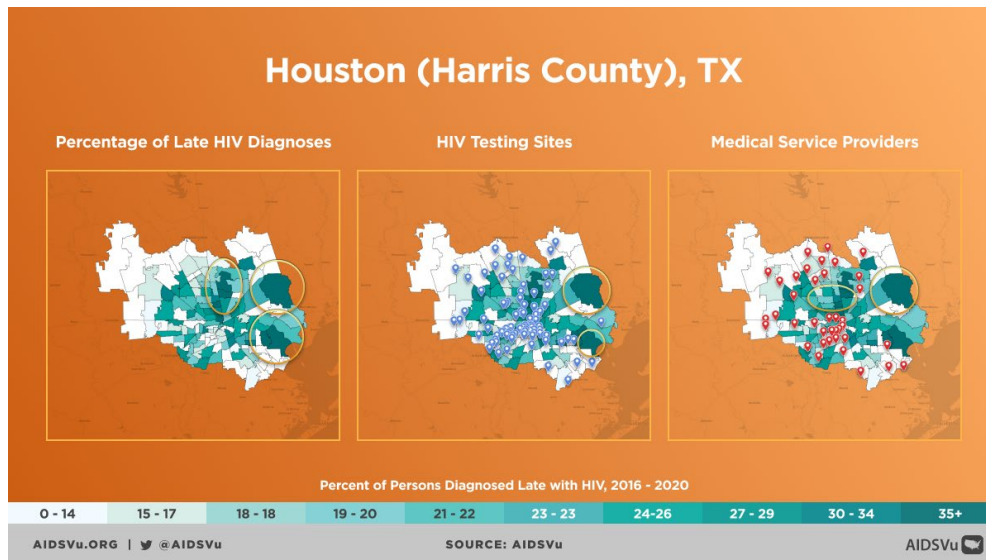 Houston (Harris County), TX
Percentage of Late HIV Diagnoses
HIV Testing Sites
Medical Service Providers
Percent of Persons Diagnosed Late with HIV, 2016 - 2020
0 - 14 15 - 17 18 - 18 19 - 20 21 - 22 23 - 23 24-26 27 - 29 30 - 34 35+
AIDSVu.ORG | @AIDSVu SOURCE: AIDSVu AIDSVu